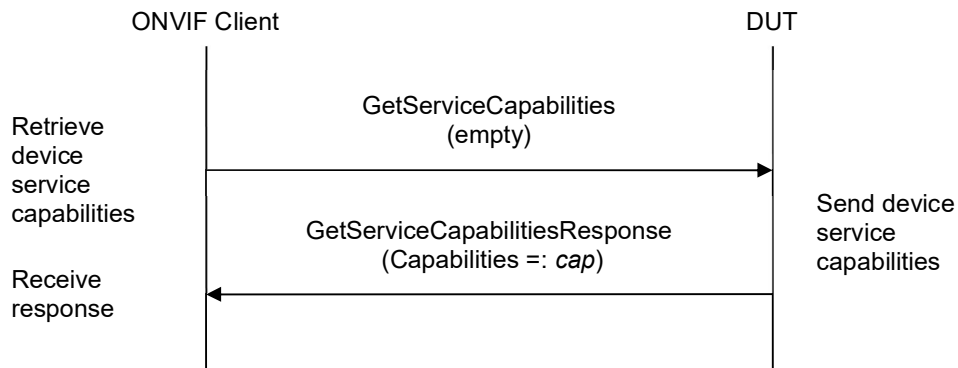 ONVIF Client
DUT
GetServiceCapabilities
(empty)
Retrieve
device
service
capabilities
Send device
service
capabilities
GetServiceCapabilitiesResponse
(Capabilities =: cap)
Receive
response